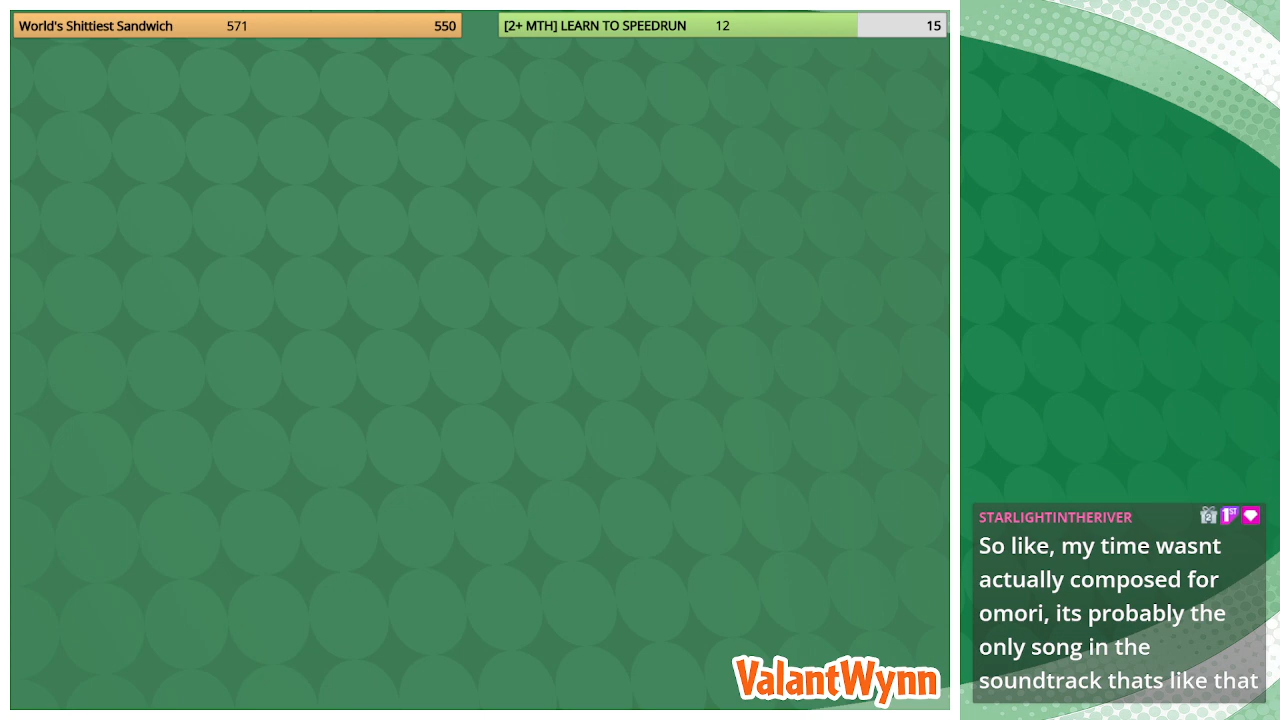 World's Shittiest Sandwich 571 550
[2+ MTH] LEARN TO SPEEDRUN 12 15
STARLIGHTINTHERIVER
So like, my time wasnt
actually composed for
omori, its probably the
only song in the
soundtrack thats like that
ValantWynn